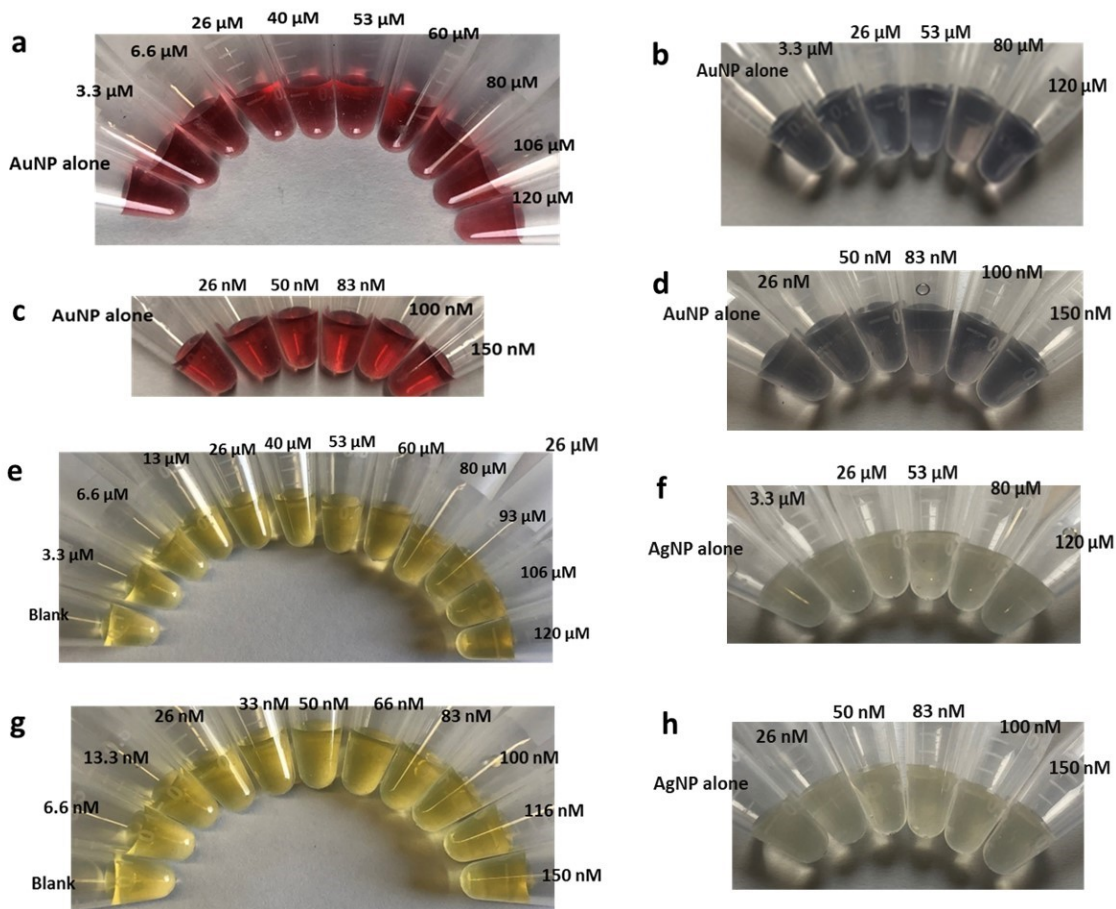 a
AuNP alone
3.3 µM
6.6 µM
26 µM
40 µM
53 µM
60 µM
80 µM
106 µM
120 µM
b
AuNP alone
3.3 µM
26 µM
53 µM
80 µM
120 µM
c
AuNP alone
26 nM
50 nM
83 nM
100 nM
150 nM
d
AuNP alone
26 nM
50 nM
83 nM
100 nM
150 nM
e
Blank
3.3 µM
6.6 µM
13 µM
26 µM
40 µM
53 µM
60 µM
80 µM
26 µM
93 µM
106 µM
120 µM
f
AgNP alone
3.3 µM
26 µM
53 µM
80 µM
120 µM
g
Blank
6.6 nM
13.3 nM
26 nM
33 nM
50 nM
66 nM
83 nM
100 nM
116 nM
150 nM
h
AgNP alone
26 nM
50 nM
83 nM
100 nM
150 nM